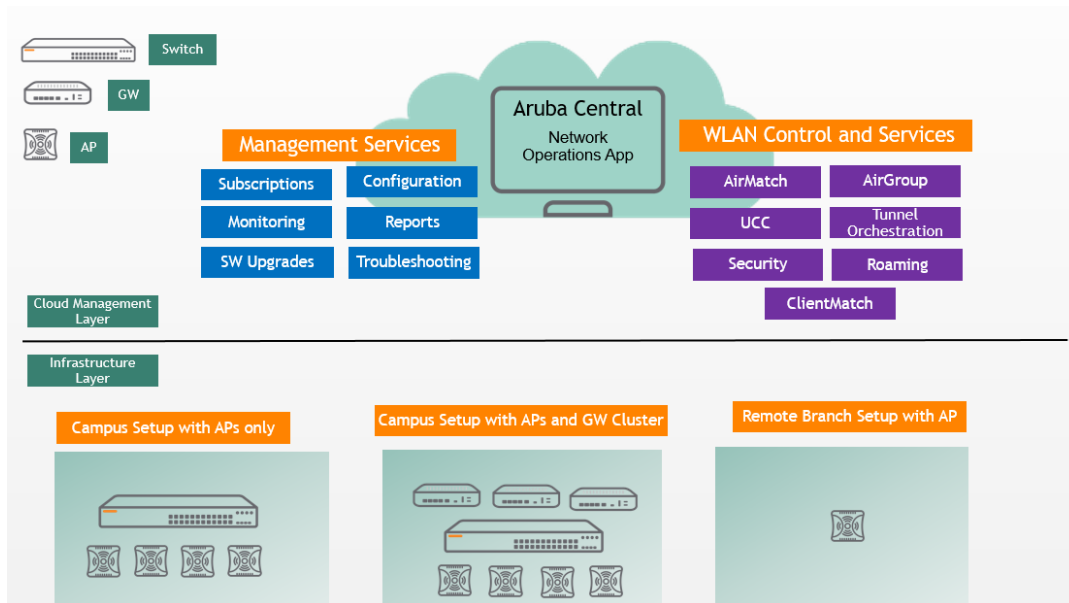 Switch
GW
AP
Aruba Central
Network
Operations App
Management Services
Subscriptions
Configuration
Monitoring
Reports
SW Upgrades
Troubleshooting
WLAN Control and Services
AirMatch
AirGroup
UCC
Tunnel
Orchestration
Security
Roaming
ClientMatch
Cloud Management
Layer
Infrastructure
Layer
Campus Setup with APs only
Campus Setup with APs and GW Cluster
Remote Branch Setup with AP